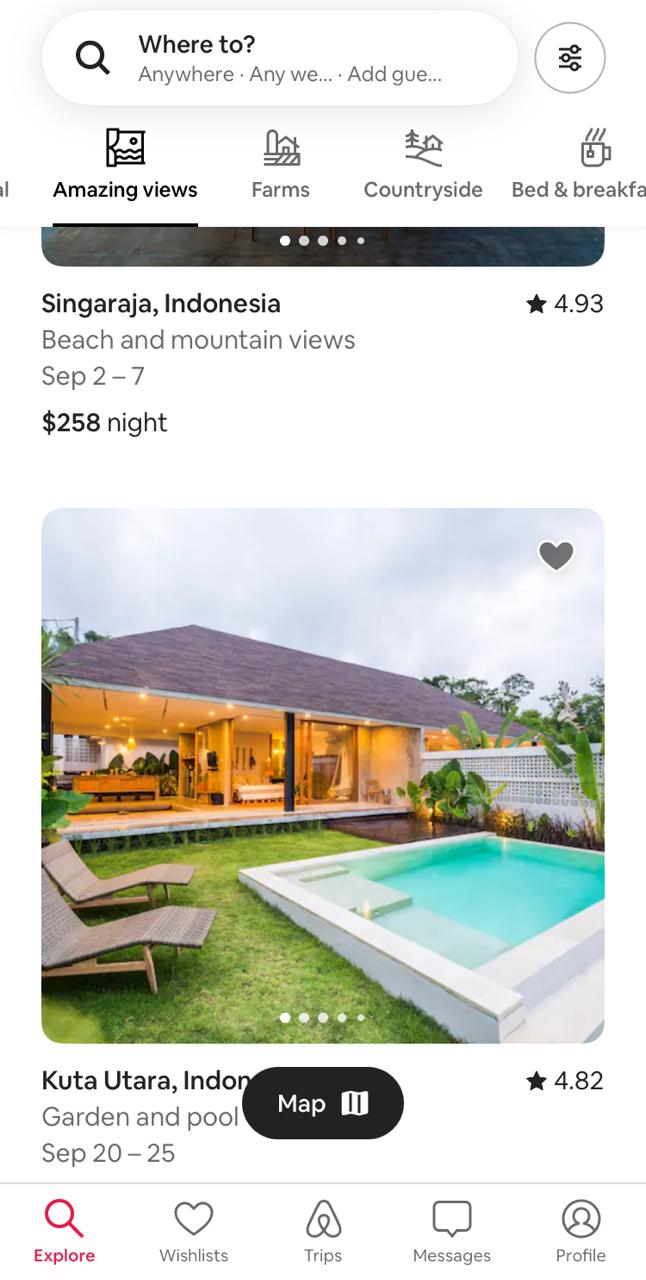 Where to?
Anywhere · Any we... · Add gue...
Amazing views
Farms
Countryside
Bed & breakfa
Singaraja, Indonesia
4.93
Beach and mountain views
Sep 2 – 7
$258 night
Kuta Utara, Indon
4.82
Garden and pool
Map
Sep 20 – 25
Explore
Wishlists
Trips
Messages
Profile